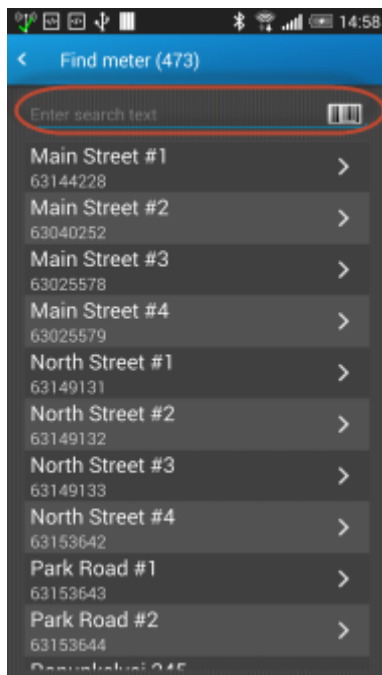 14:58
Find meter (473)
Enter search text
Main Street #1
63144228
Main Street #2
63040252
Main Street #3
63025578
Main Street #4
63025579
North Street #1
63149131
North Street #2
63149132
North Street #3
63149133
North Street #4
63153642
Park Road #1
63153643
Park Road #2
63153644